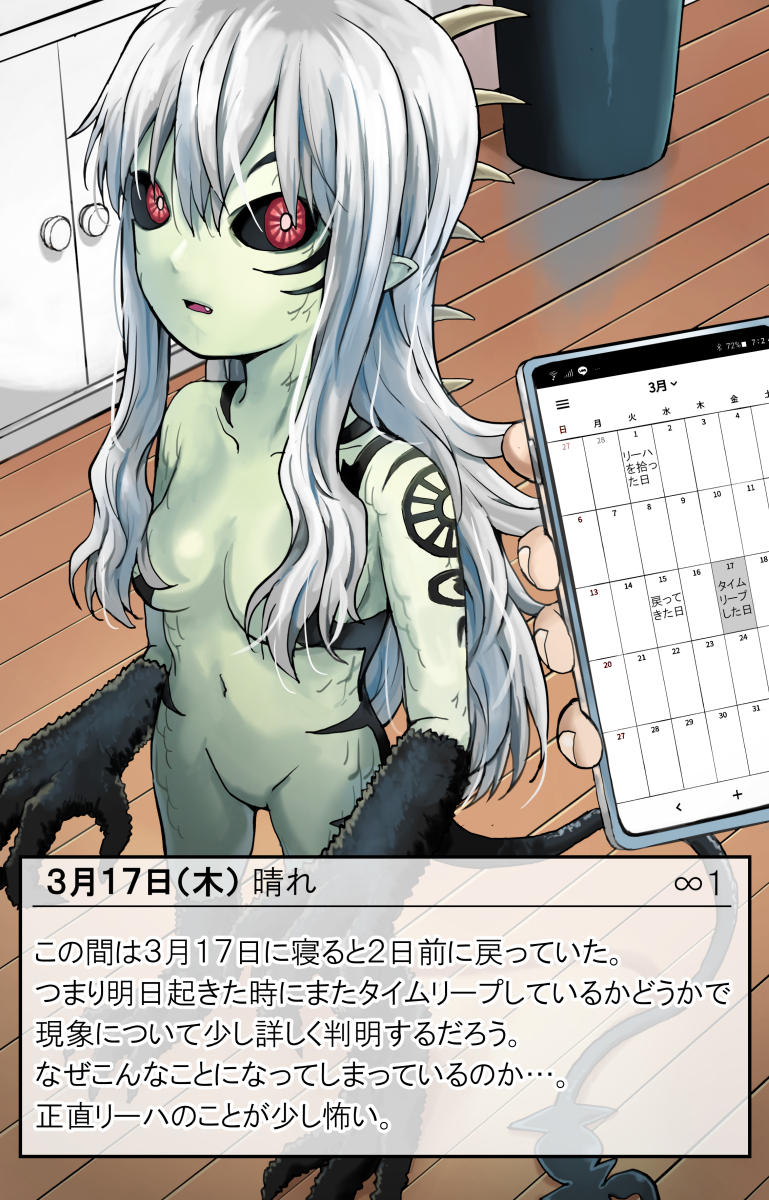 72% 7:2
3月
日 月 火 水 木 金 土
27 28 1 2 3 4
リーハ
を拾っ
た日
6 7 8 9 10 11
13 14 15 16 17 18
戻って
きた日
タイム
リープ
した日
20 21 22 23 24
27 28 29 30 31
3月17日(木) 晴れ ∞1
この間は3月17日に寝ると2日前に戻っていた。
つまり明日起きた時にまたタイムリープしているかどうかで
現象について少し詳しく判明するだろう。
なぜこんなことになってしまっているのか…。
正直リーハのことが少し怖い。